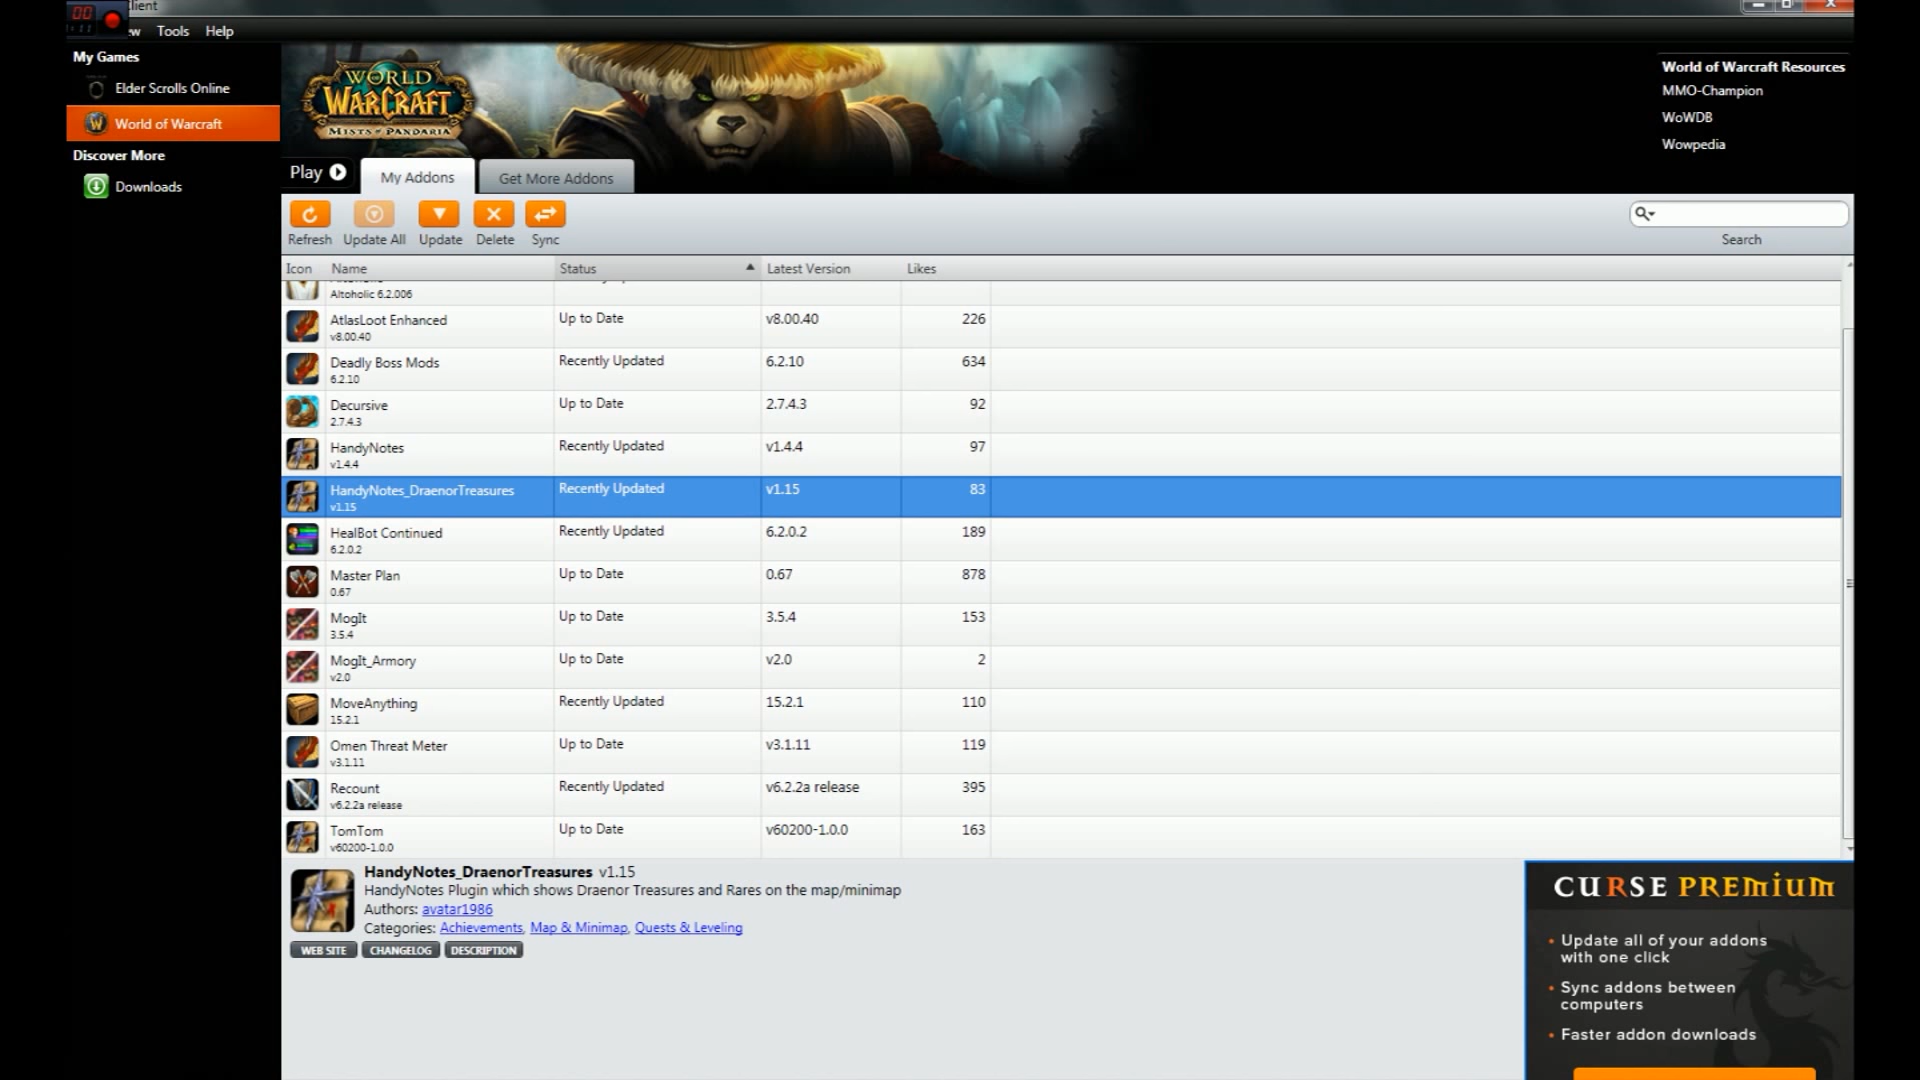 lient
00
ew Tools Help
My Games
Elder Scrolls Online
World of Warcraft
Discover More
Downloads
WORLD
WARCRAFT
MISTS of PANDARIA
World of Warcraft Resources
MMO-Champion
WoWDB
Wowpedia
Play My Addons Get More Addons
Refresh Update All Update Delete Sync
Search
Icon Name Status Latest Version Likes
Altoholic 6.2.006
AtlasLoot Enhanced Up to Date v8.00.40 226
v8.00.40
Deadly Boss Mods Recently Updated 6.2.10 634
6.2.10
Decursive Up to Date 2.7.4.3 92
2.7.4.3
HandyNotes Recently Updated v1.4.4 97
v1.4.4
HandyNotes_DraenorTreasures Recently Updated v1.15 83
v1.15
HealBot Continued Recently Updated 6.2.0.2 189
6.2.0.2
Master Plan Up to Date 0.67 878
0.67
MogIt Up to Date 3.5.4 153
3.5.4
MogIt_Armory Up to Date v2.0 2
v2.0
MoveAnything Recently Updated 15.2.1 110
15.2.1
Omen Threat Meter Up to Date v3.1.11 119
v3.1.11
Recount Recently Updated v6.2.2a release 395
v6.2.2a release
TomTom Up to Date v60200-1.0.0 163
v60200-1.0.0
HandyNotes_DraenorTreasures v1.15
HandyNotes Plugin which shows Draenor Treasures and Rares on the map/minimap
Authors: avatar1986
Categories: Achievements, Map & Minimap, Quests & Leveling
WEB SITE CHANGELOG DESCRIPTION
CURSE PREMIUM
• Update all of your addons
with one click
• Sync addons between
computers
• Faster addon downloads